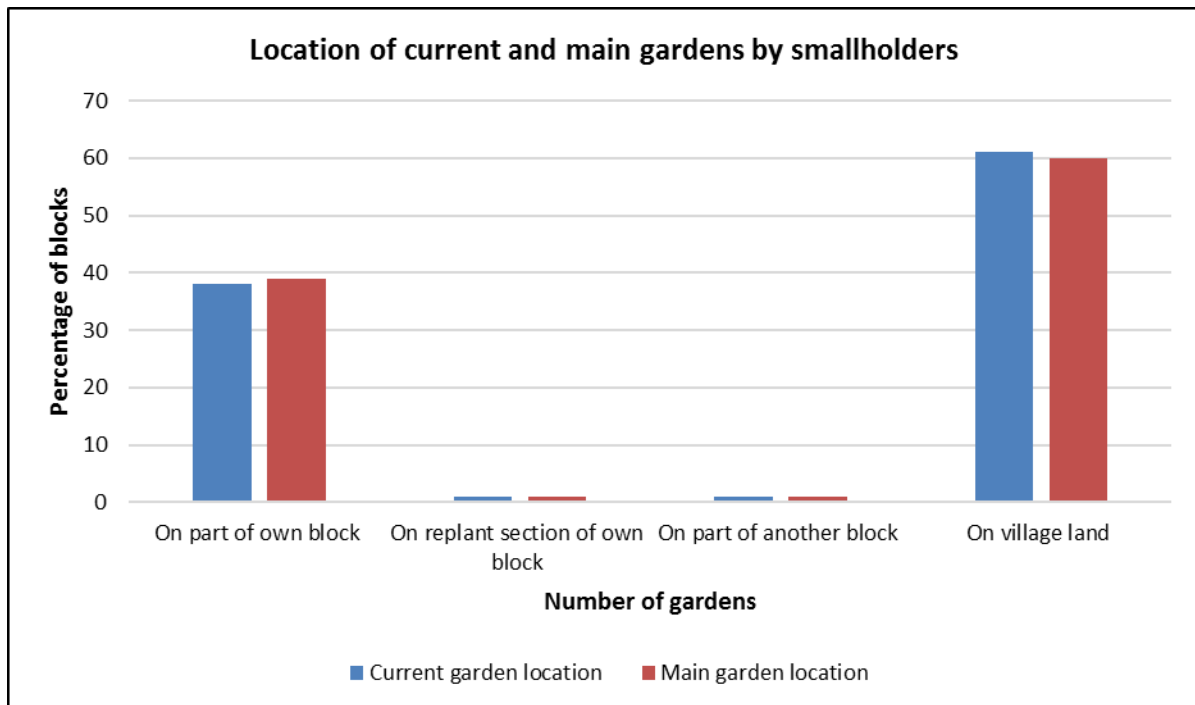 Location of current and main gardens by smallholders
70
60
50
40
30
20
10
0
Percentage of blocks
On part of own block
On replant section of own
block
On part of another block
On village land
Number of gardens
Current garden location
Main garden location